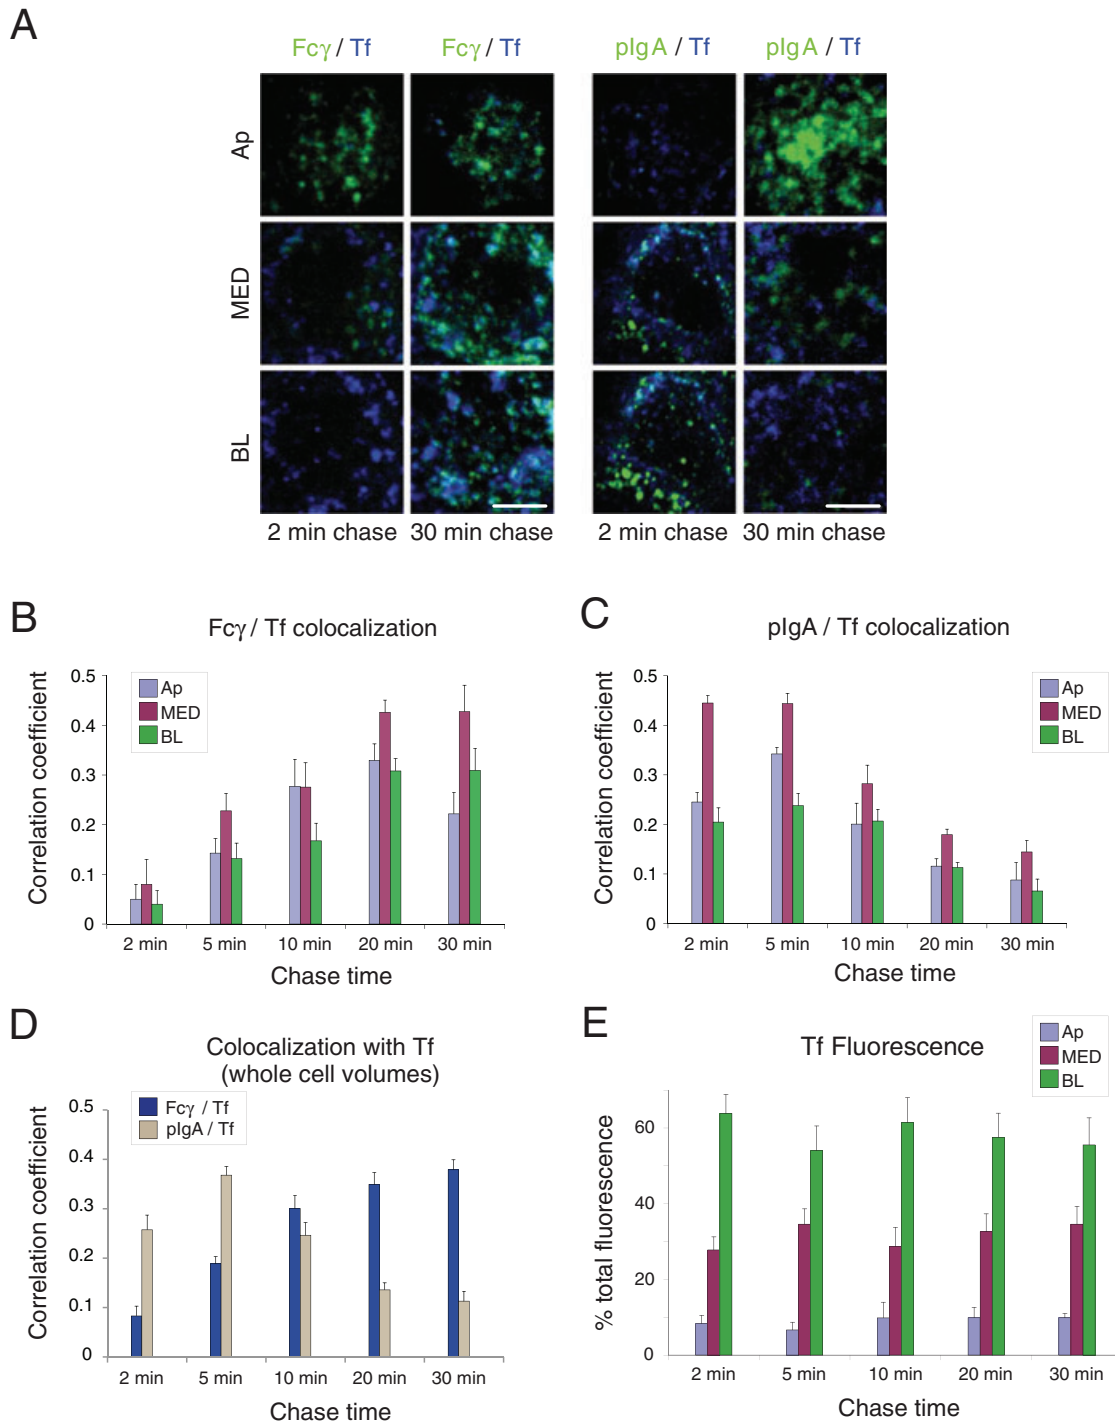 A
Fcγ / Tf
Fcγ / Tf
pIgA / Tf
pIgA / Tf
Ap
MED
BL
2 min chase
30 min chase
2 min chase
30 min chase
B
Fcγ / Tf colocalization
Correlation coefficient
0.5
0.4
0.3
0.2
0.1
0
Ap
MED
BL
2 min
5 min
10 min
20 min
30 min
Chase time
C
pIgA / Tf colocalization
Correlation coefficient
0.5
0.4
0.3
0.2
0.1
0
Ap
MED
BL
2 min
5 min
10 min
20 min
30 min
Chase time
D
Colocalization with Tf
(whole cell volumes)
Correlation coefficient
0.5
0.4
0.3
0.2
0.1
0
Fcγ / Tf
pIgA / Tf
2 min
5 min
10 min
20 min
30 min
Chase time
E
Tf Fluorescence
Ap
MED
BL
% total fluorescence
60
40
20
0
2 min
5 min
10 min
20 min
30 min
Chase time